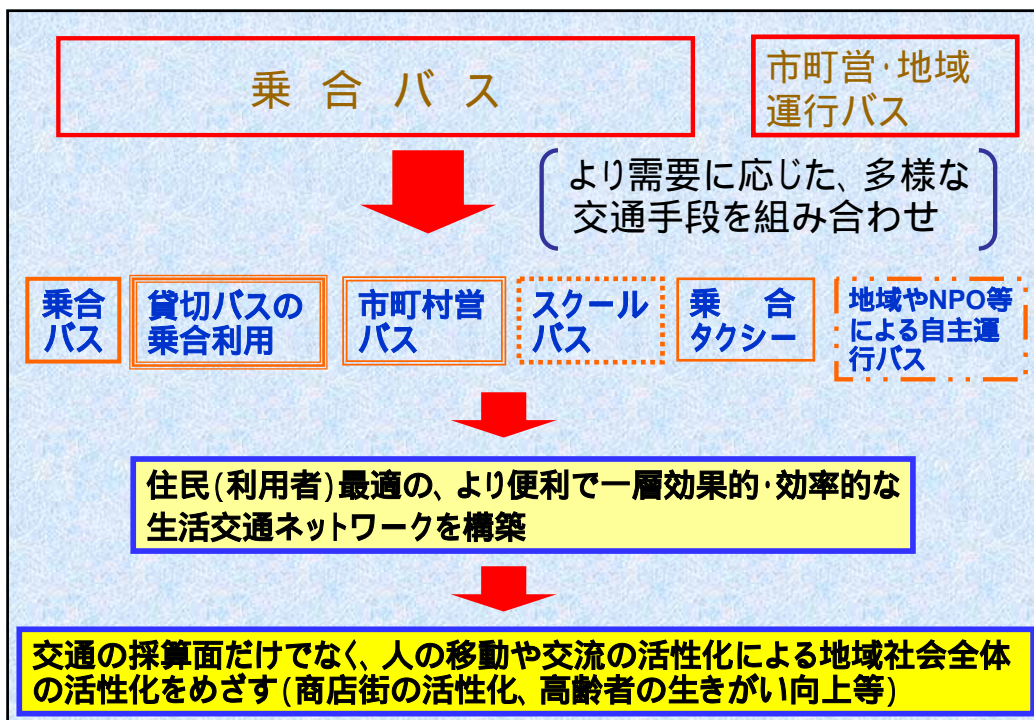 乗 合 バ ス
市町営・地域
運行バス
より需要に応じた、多様な
交通手段を組み合わせ
乗合
バス
貸切バスの
乗合利用
市町村営
バス
スクール
バス
乗 合
タクシー
地域やNPO等
による自主運
行バス
住民(利用者)最適の、より便利で一層効果的・効率的な
生活交通ネットワークを構築
交通の採算面だけでなく、人の移動や交流の活性化による地域社会全体
の活性化をめざす(商店街の活性化、高齢者の生きがい向上等)